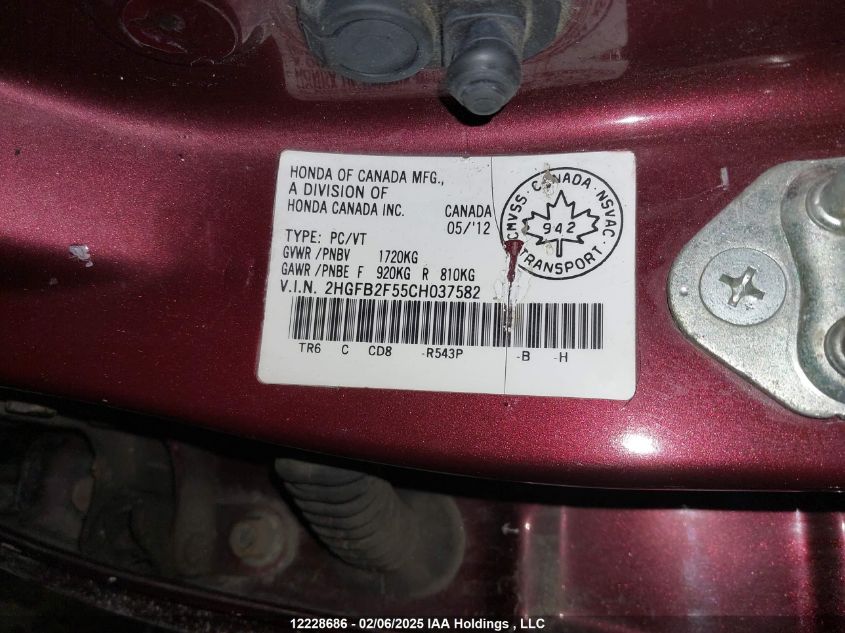 HONDA OF CANADA MFG.,
A DIVISION OF
HONDA CANADA INC.
CANADA
05/'12
TYPE: PC/VT
GVWR/PNBV 1720KG
GAWR/PNBE F 920KG R 810KG
V.I.N. 2HGFB2F55CH037582
TR6 C CD8 -R543P -B -H
CMVSS · CANADA · NSVAC
942
TRANSPORT
12228686 - 02/06/2025 IAA Holdings , LLC